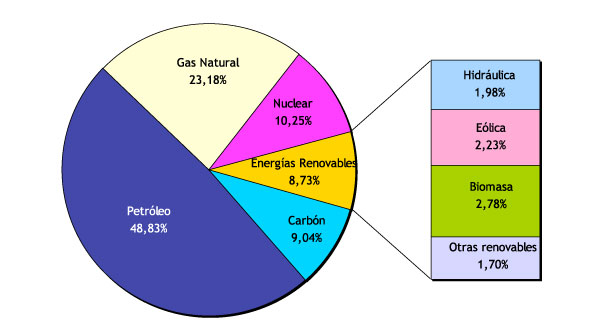 Gas Natural
23,18%
Nuclear
10,25%
Energías Renovables
8,73%
Carbón
9,04%
Petróleo
48,83%
Hidráulica
1,98%
Eólica
2,23%
Biomasa
2,78%
Otras renovables
1,70%